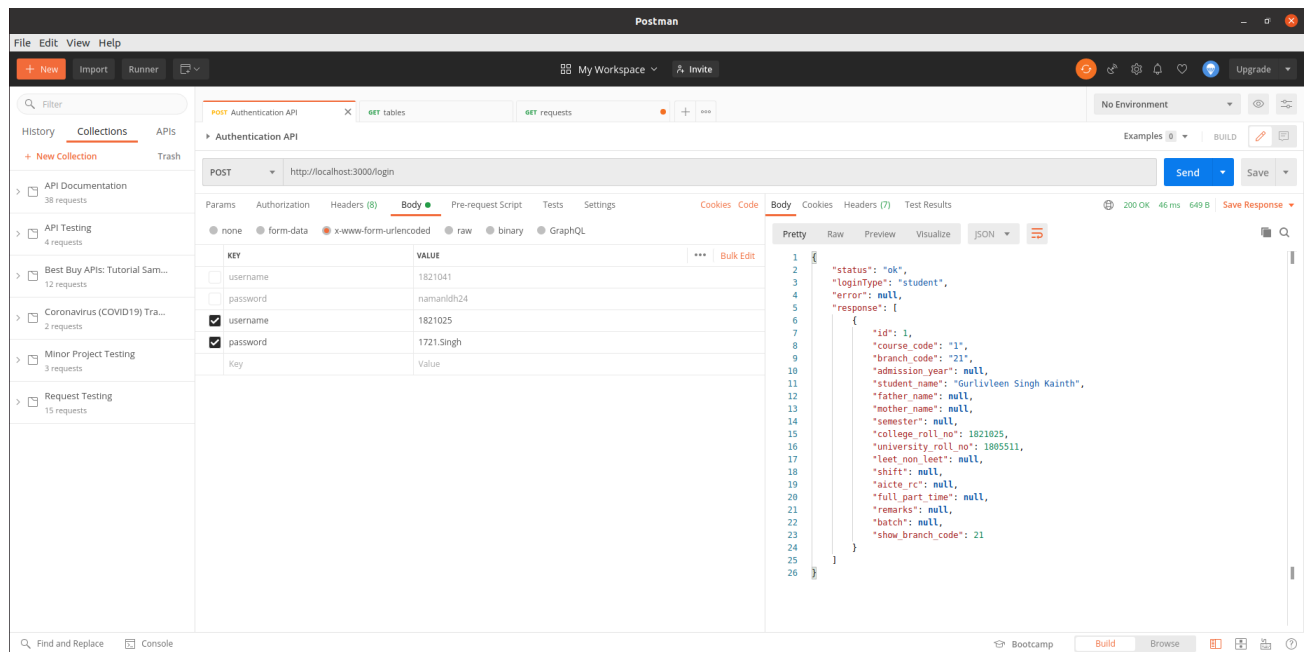 Postman
File Edit View Help
+ New Import Runner My Workspace Invite Upgrade
Filter
History Collections APIs
+ New Collection Trash
API Documentation
38 requests
API Testing
4 requests
Best Buy APIs: Tutorial Sam...
12 requests
Coronavirus (COVID19) Tra...
2 requests
Minor Project Testing
3 requests
Request Testing
15 requests
POST Authentication API GET tables GET requests No Environment
Authentication API Examples 0 BUILD
POST http://localhost:3000/login Send Save
Params Authorization Headers (8) Body Pre-request Script Tests Settings Cookies Code
none form-data x-www-form-urlencoded raw binary GraphQL
KEY VALUE Bulk Edit
username 1821041
password namanldh24
username 1821025
password 1721.Singh
Key Value
Body Cookies Headers (7) Test Results 200 OK 46 ms 649 B Save Response
Pretty Raw Preview Visualize JSON
1 {
2 "status": "ok",
3 "loginType": "student",
4 "error": null,
5 "response": [
6 {
7 "id": 1,
8 "course_code": "1",
9 "branch_code": "21",
10 "admission_year": null,
11 "student_name": "Gurlivleen Singh Kainth",
12 "father_name": null,
13 "mother_name": null,
14 "semester": null,
15 "college_roll_no": 1821025,
16 "university_roll_no": 1805511,
17 "leet_non_leet": null,
18 "shift": null,
19 "aicte_rc": null,
20 "full_part_time": null,
21 "remarks": null,
22 "batch": null,
23 "show_branch_code": 21
24 }
25 ]
26 }
Find and Replace Console Bootcamp Build Browse